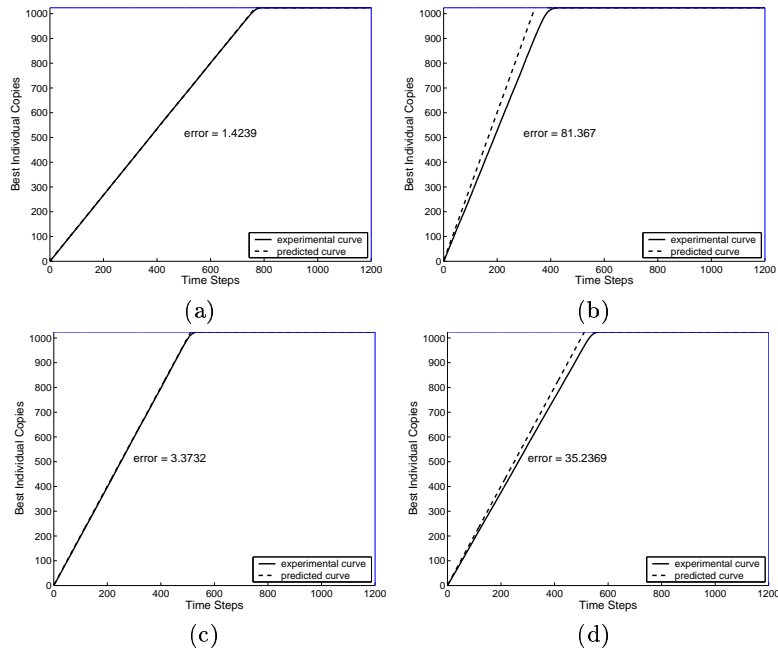 1000
900
800
700
600
500
400
300
200
100
0
Best Individual Copies
error = 1.4239
experimental curve
predicted curve
0 200 400 600 800 1000 1200
Time Steps
(a)
1000
900
800
700
600
500
400
300
200
100
0
Best Individual Copies
error = 81.367
experimental curve
predicted curve
0 200 400 600 800 1000 1200
Time Steps
(b)
1000
900
800
700
600
500
400
300
200
100
0
Best Individual Copies
error = 3.3732
experimental curve
predicted curve
0 200 400 600 800 1000 1200
Time Steps
(c)
1000
900
800
700
600
500
400
300
200
100
0
Best Individual Copies
error = 35.2369
experimental curve
predicted curve
0 200 400 600 800 1000 1200
Time Steps
(d)